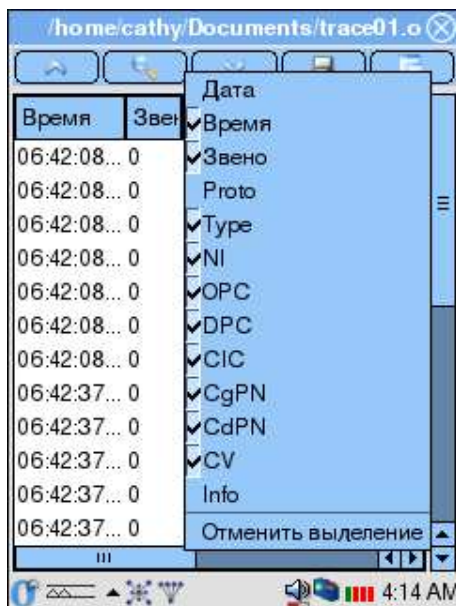 /home/cathy/Documents/trace01.o
Время Звен
Дата
Время
Звено
Proto
Type
NI
OPC
DPC
CIC
CgPN
CdPN
CV
Info
Отменить выделение
06:42:08... 0
06:42:08... 0
06:42:08... 0
06:42:08... 0
06:42:08... 0
06:42:08... 0
06:42:08... 0
06:42:37... 0
06:42:37... 0
06:42:37... 0
06:42:37... 0
06:42:37... 0
4:14 AM